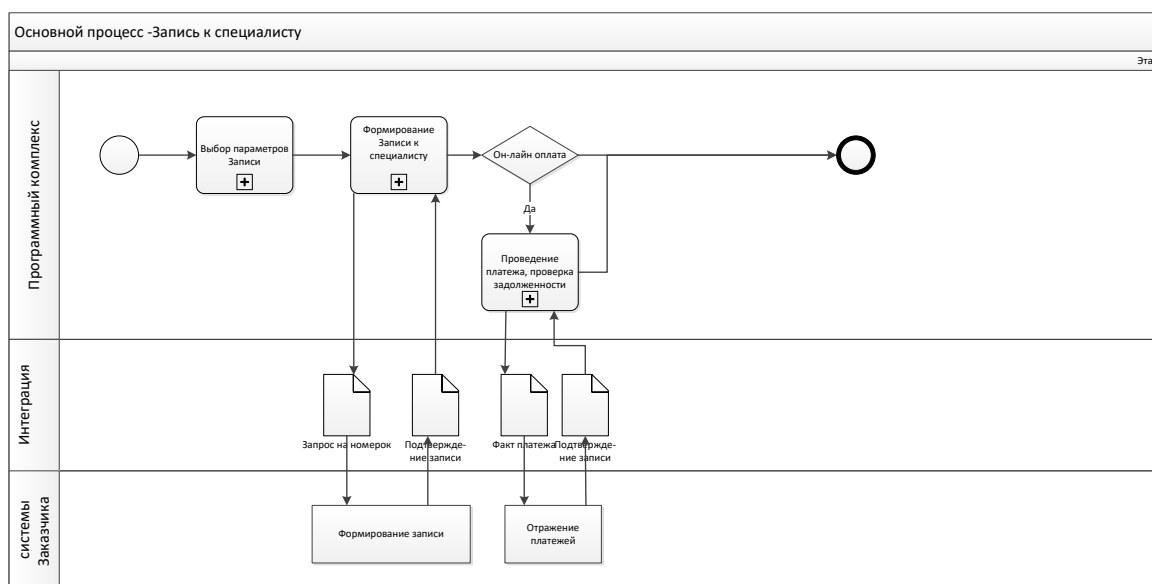 Основной процесс -Запись к специалисту
Эта
Программный комплекс
Выбор параметров
Записи
Формирование
Записи к
специалисту
Он-лайн оплата
Да
Проведение
платежа, проверка
задолженности
Интеграция
Запрос на номерок
Подтвержде-
ние записи
Факт платежа
Подтвержде-
ние записи
системы
Заказчика
Формирование записи
Отражение
платежей